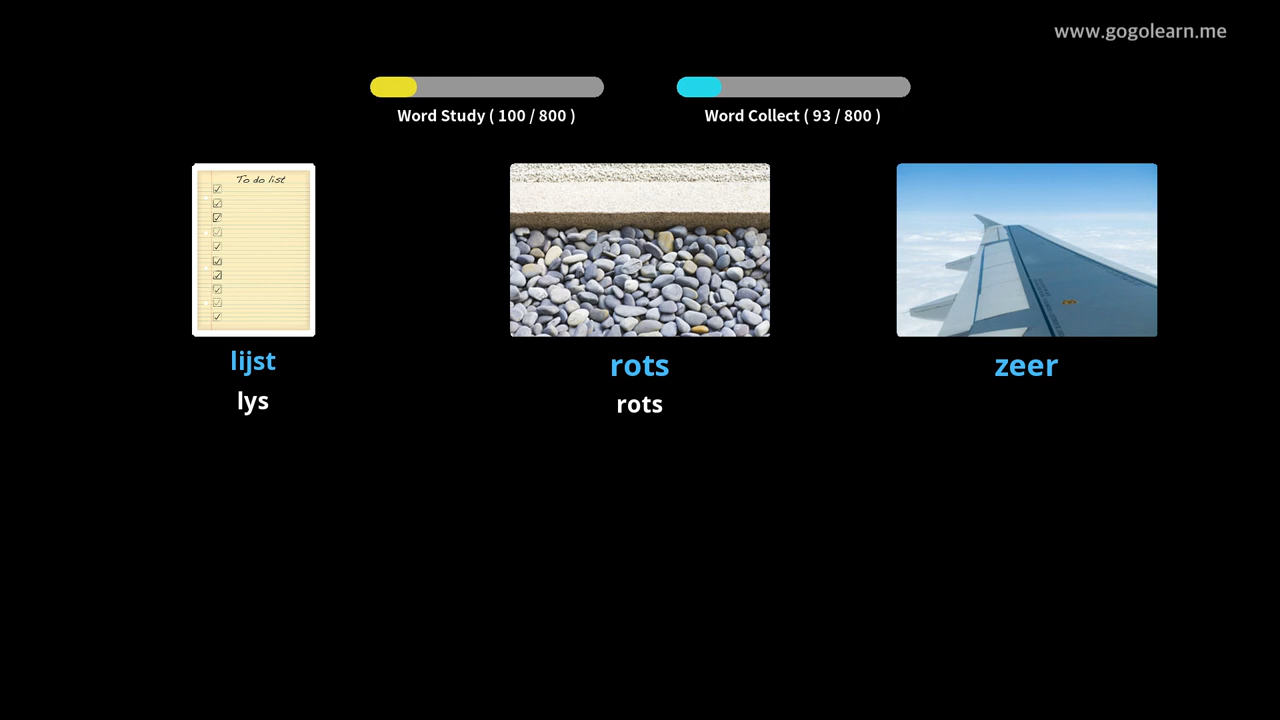 www.gogolearn.me
Word Study ( 100 / 800 )
Word Collect ( 93 / 800 )
To do list
lijst
rots
zeer
lys
rots